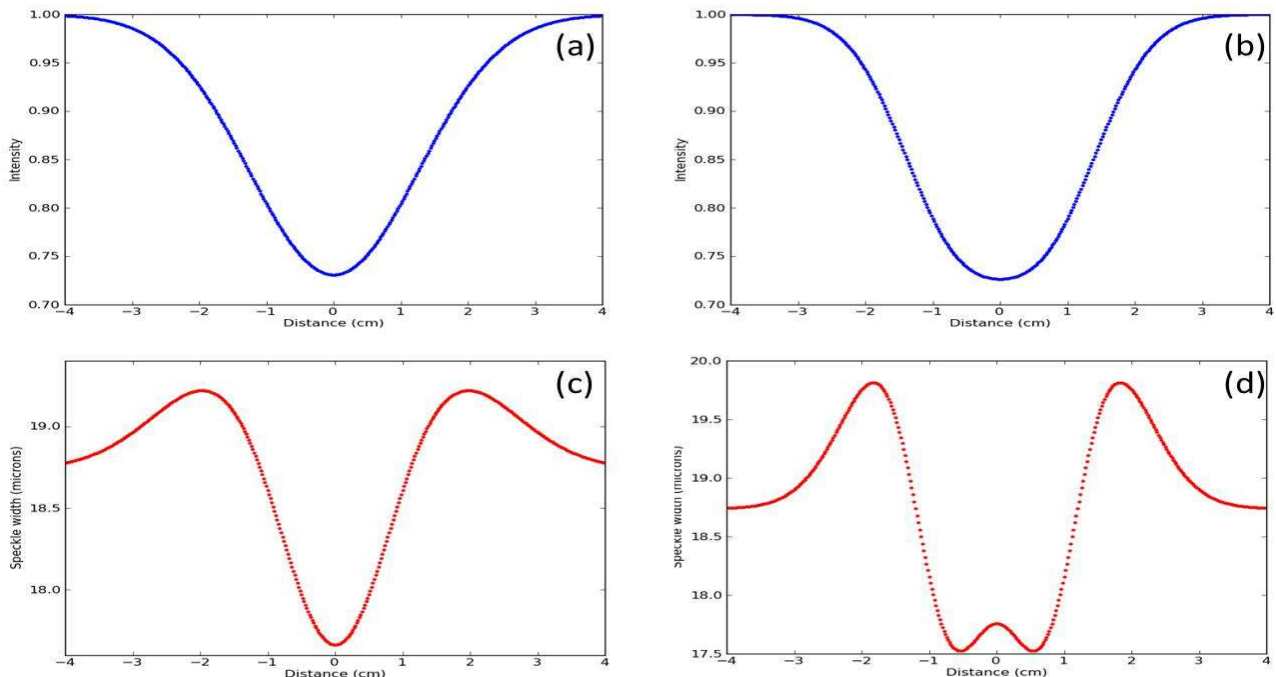 1.00
0.95
0.90
0.85
0.80
0.75
0.70
Intensity
−4 −3 −2 −1 0 1 2 3 4
Distance (cm)
(a)
1.00
0.95
0.90
0.85
0.80
0.75
0.70
Intensity
−4 −3 −2 −1 0 1 2 3 4
Distance (cm)
(b)
19.0
18.5
18.0
Speckle width (microns)
−4 −3 −2 −1 0 1 2 3 4
Distance (cm)
(c)
20.0
19.5
19.0
18.5
18.0
17.5
Speckle width (microns)
−4 −3 −2 −1 0 1 2 3 4
Distance (cm)
(d)